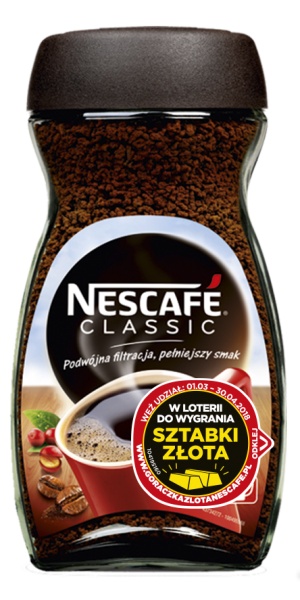 NESCAFÉ
CLASSIC
Podwójna filtracja, pełniejszy smak
WEŹ UDZIAŁ: 01.03 - 30.04.2018
W LOTERII
DO WYGRANIA
SZTABKI
ZŁOTA
ODKLEJ
WWW.GORACZKAZLOTANESCAFE.PL